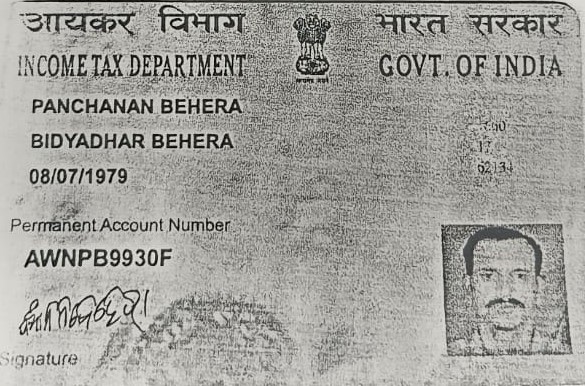 आयकर विभाग
भारत सरकार
INCOME TAX DEPARTMENT
GOVT. OF INDIA
PANCHANAN BEHERA
BIDYADHAR BEHERA
08/07/1979
Permanent Account Number
AWNPB9930F
Signature